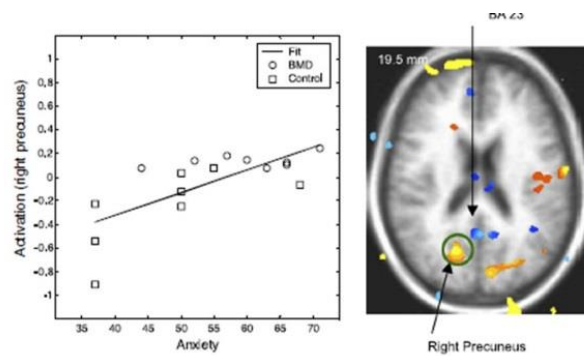 BA 23
Fit
BMD
Control
19.5 mm
Activation (right precuneus)
1
0.8
0.6
0.4
0.2
0
-0.2
-0.4
-0.6
-0.8
-1
35
40
45
50
55
60
65
70
Anxiety
Right Precuneus